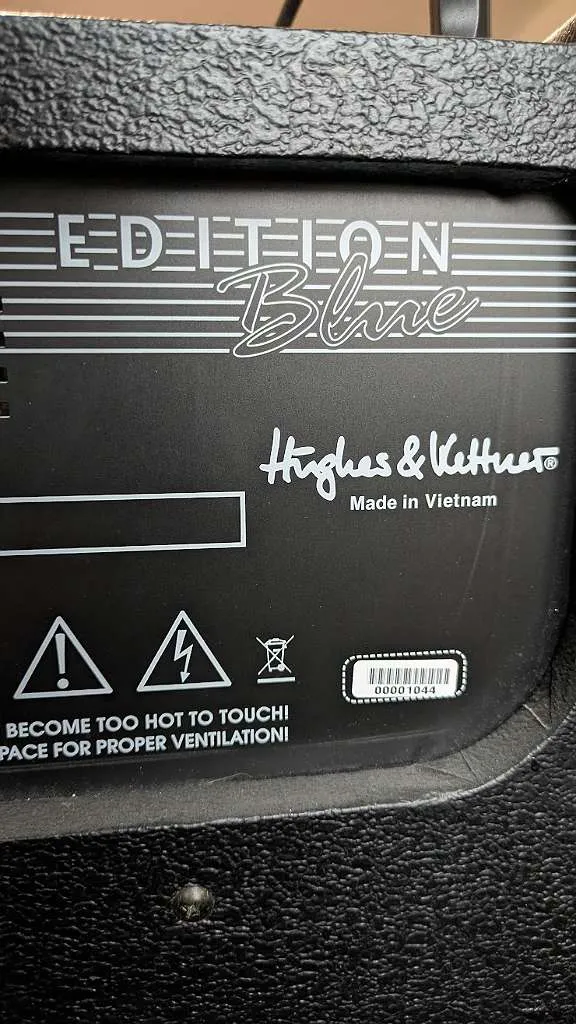 EDITION
Blue
Hughes & Kettner®
Made in Vietnam
00001044
BECOME TOO HOT TO TOUCH!
PACE FOR PROPER VENTILATION!